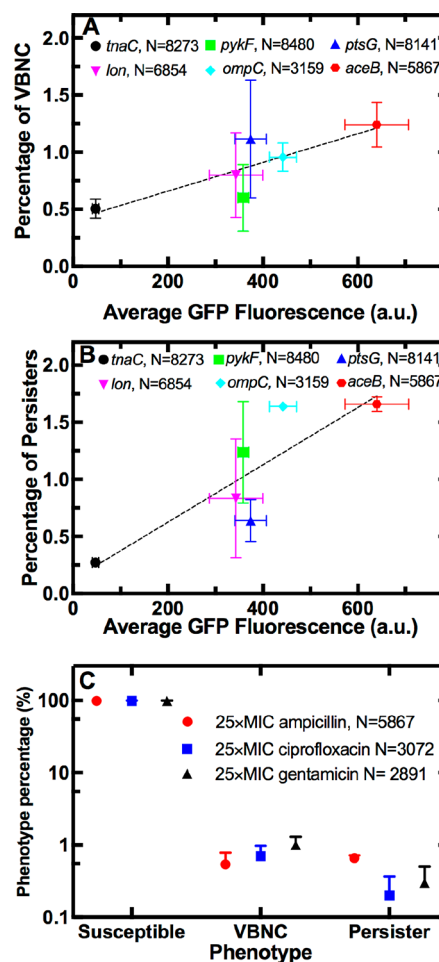 A
tnaC, N=8273 pykF, N=8480 ptsG, N=8141
lon, N=6854 ompC, N=3159 aceB, N=5867
Percentage of VBNC
2.0
1.5
1.0
0.5
0.0
0 200 400 600 800
Average GFP Fluorescence (a.u.)
B
tnaC, N=8273 pykF, N=8480 ptsG, N=8141
lon, N=6854 ompC, N=3159 aceB, N=5867
Percentage of Persisters
2.0
1.5
1.0
0.5
0.0
0 200 400 600 800
Average GFP Fluorescence (a.u.)
C
Phenotype percentage (%)
100
10
1
0.1
25×MIC ampicillin, N=5867
25×MIC ciprofloxacin N=3072
25×MIC gentamicin N= 2891
Susceptible VBNC Persister
Phenotype